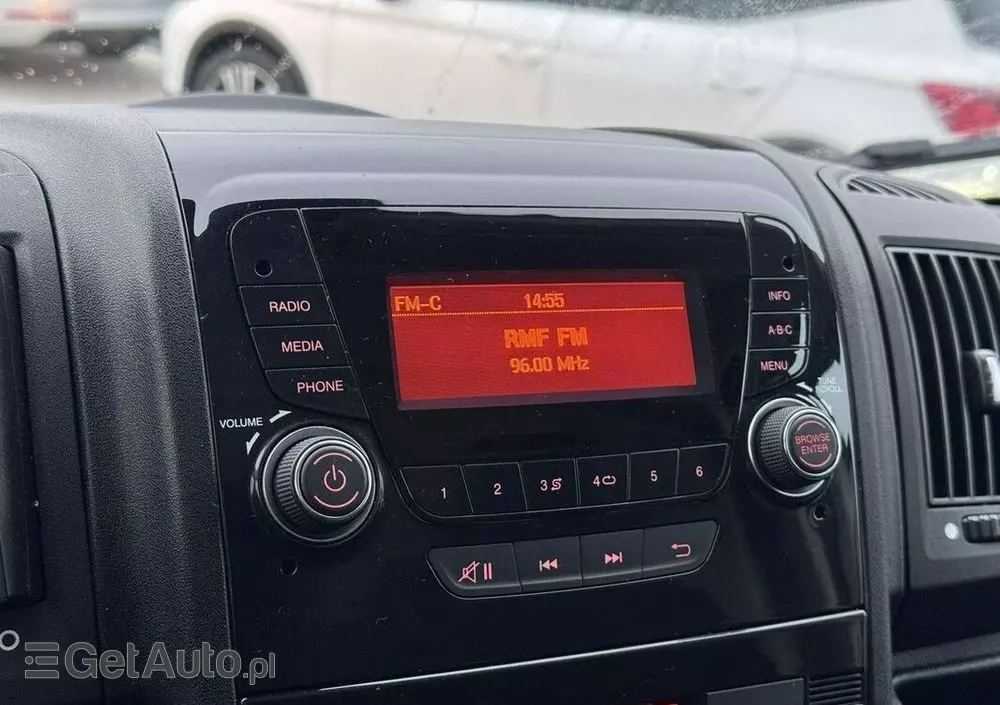 FM-C 14:55
RMF FM
96.00 MHz
RADIO
MEDIA
PHONE
VOLUME
INFO
A·B·C
MENU
TUNE
SCROLL
BROWSE
ENTER
1 2 3 4 5 6
GetAuto.pl